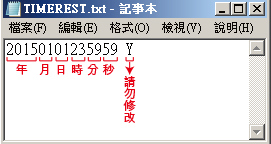 TIMEREST.txt - 記事本
檔案(F) 編輯(E) 格式(O) 檢視(V) 說明(H)
20150101235959 Y
年 月 日 時 分 秒
請勿修改